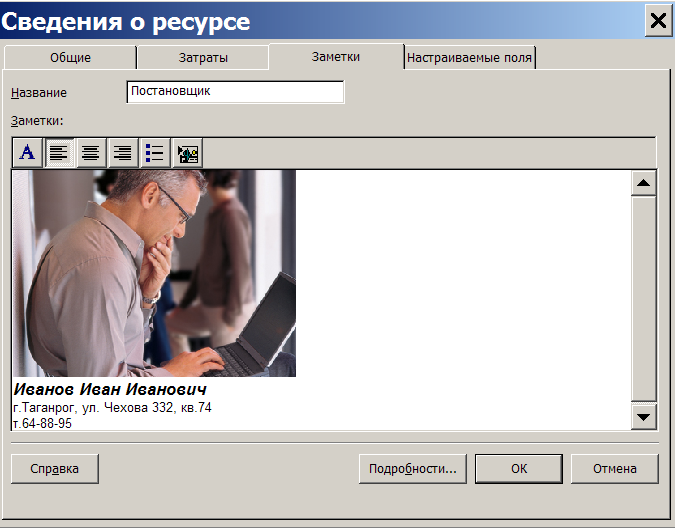 Сведения о ресурсе
Общие Затраты Заметки Настраиваемые поля
Название Постановщик
Заметки:
A
Иванов Иван Иванович
г.Таганрог, ул. Чехова 332, кв.74
т.64-88-95
Справка Подробности... ОК Отмена